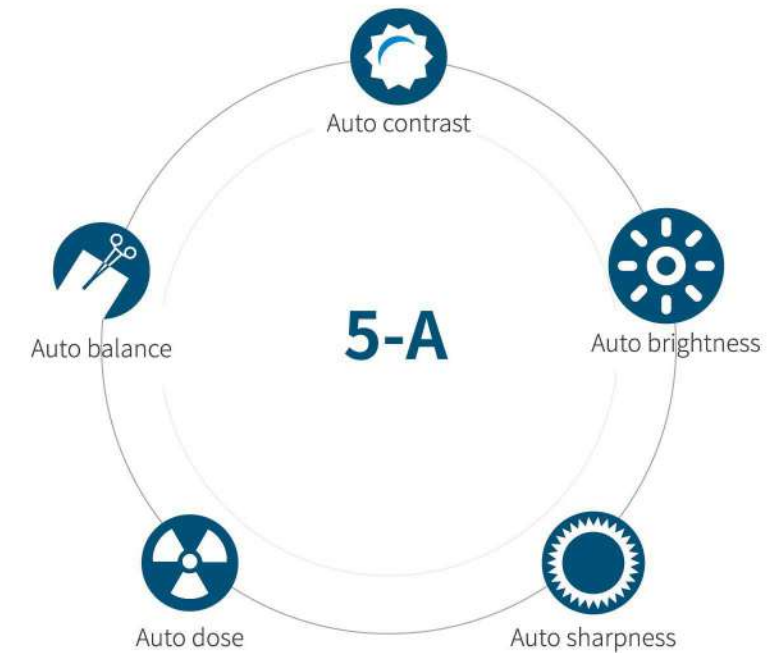 Auto contrast
Auto balance
5-A
Auto brightness
Auto dose
Auto sharpness